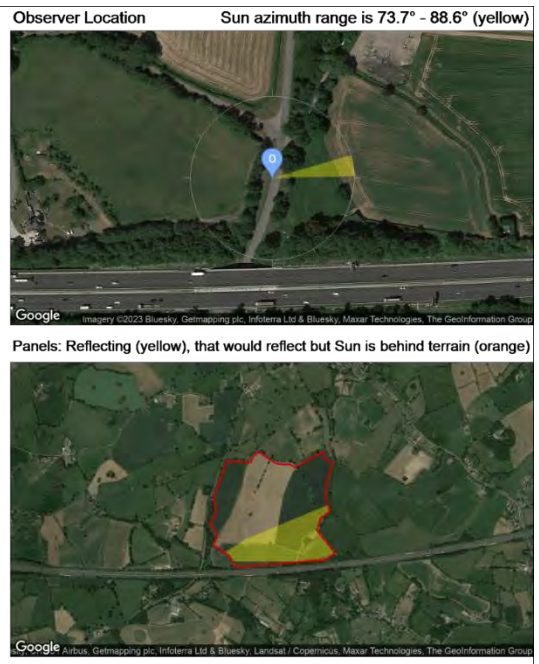 Observer Location Sun azimuth range is 73.7° - 88.6° (yellow)
0
Google
Imagery ©2023 Bluesky, Getmapping plc, Infoterra Ltd & Bluesky, Maxar Technologies, The GeoInformation Group
Panels: Reflecting (yellow), that would reflect but Sun is behind terrain (orange)
Google
Airbus, Getmapping plc, Infoterra Ltd & Bluesky, Landsat / Copernicus, Maxar Technologies, The GeoInformation Group